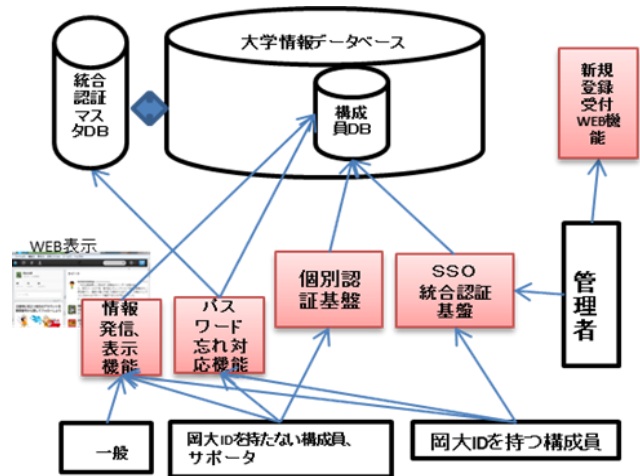 大学情報データベース
統合
認証
マス
タDB
構成
員DB
新規
登録
受付
WEB機
能
WEB表示
情報
発信、
表示
機能
パス
ワード
忘れ対
応機能
個別認
証基盤
SSO
統合認証
基盤
管理者
一般
岡大IDを持たない構成員、
サポータ
岡大IDを持つ構成員